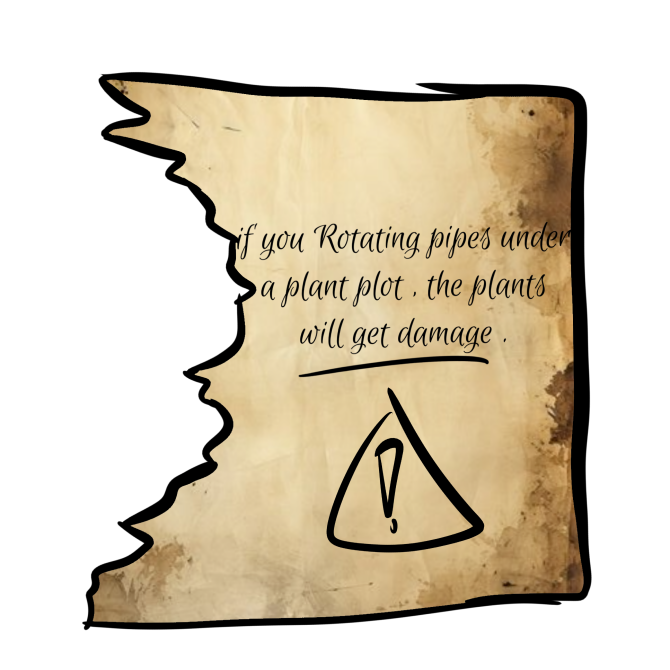 if you Rotating pipes under
a plant plot , the plants
will get damage .